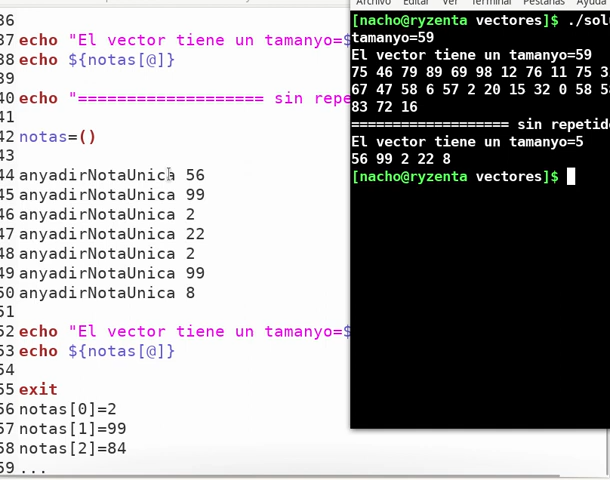 36
37 echo "El vector tiene un tamanyo=$
38 echo ${notas[@]}
39
40 echo "=================== sin repe
41
42 notas=()
43
44 anyadirNotaUnica 56
45 anyadirNotaUnica 99
46 anyadirNotaUnica 2
47 anyadirNotaUnica 22
48 anyadirNotaUnica 2
49 anyadirNotaUnica 99
50 anyadirNotaUnica 8
51
52 echo "El vector tiene un tamanyo=$
53 echo ${notas[@]}
54
55 exit
56 notas[0]=2
57 notas[1]=99
58 notas[2]=84
59 ...
Archivo Editar Ver Terminal Pestañas Ayuda
[nacho@ryzenta vectores]$ ./solu
tamanyo=59
El vector tiene un tamanyo=59
75 46 79 89 69 98 12 76 11 75 3
67 47 58 6 57 2 20 15 32 0 58 5
83 72 16
================== sin repetid
El vector tiene un tamanyo=5
56 99 2 22 8
[nacho@ryzenta vectores]$